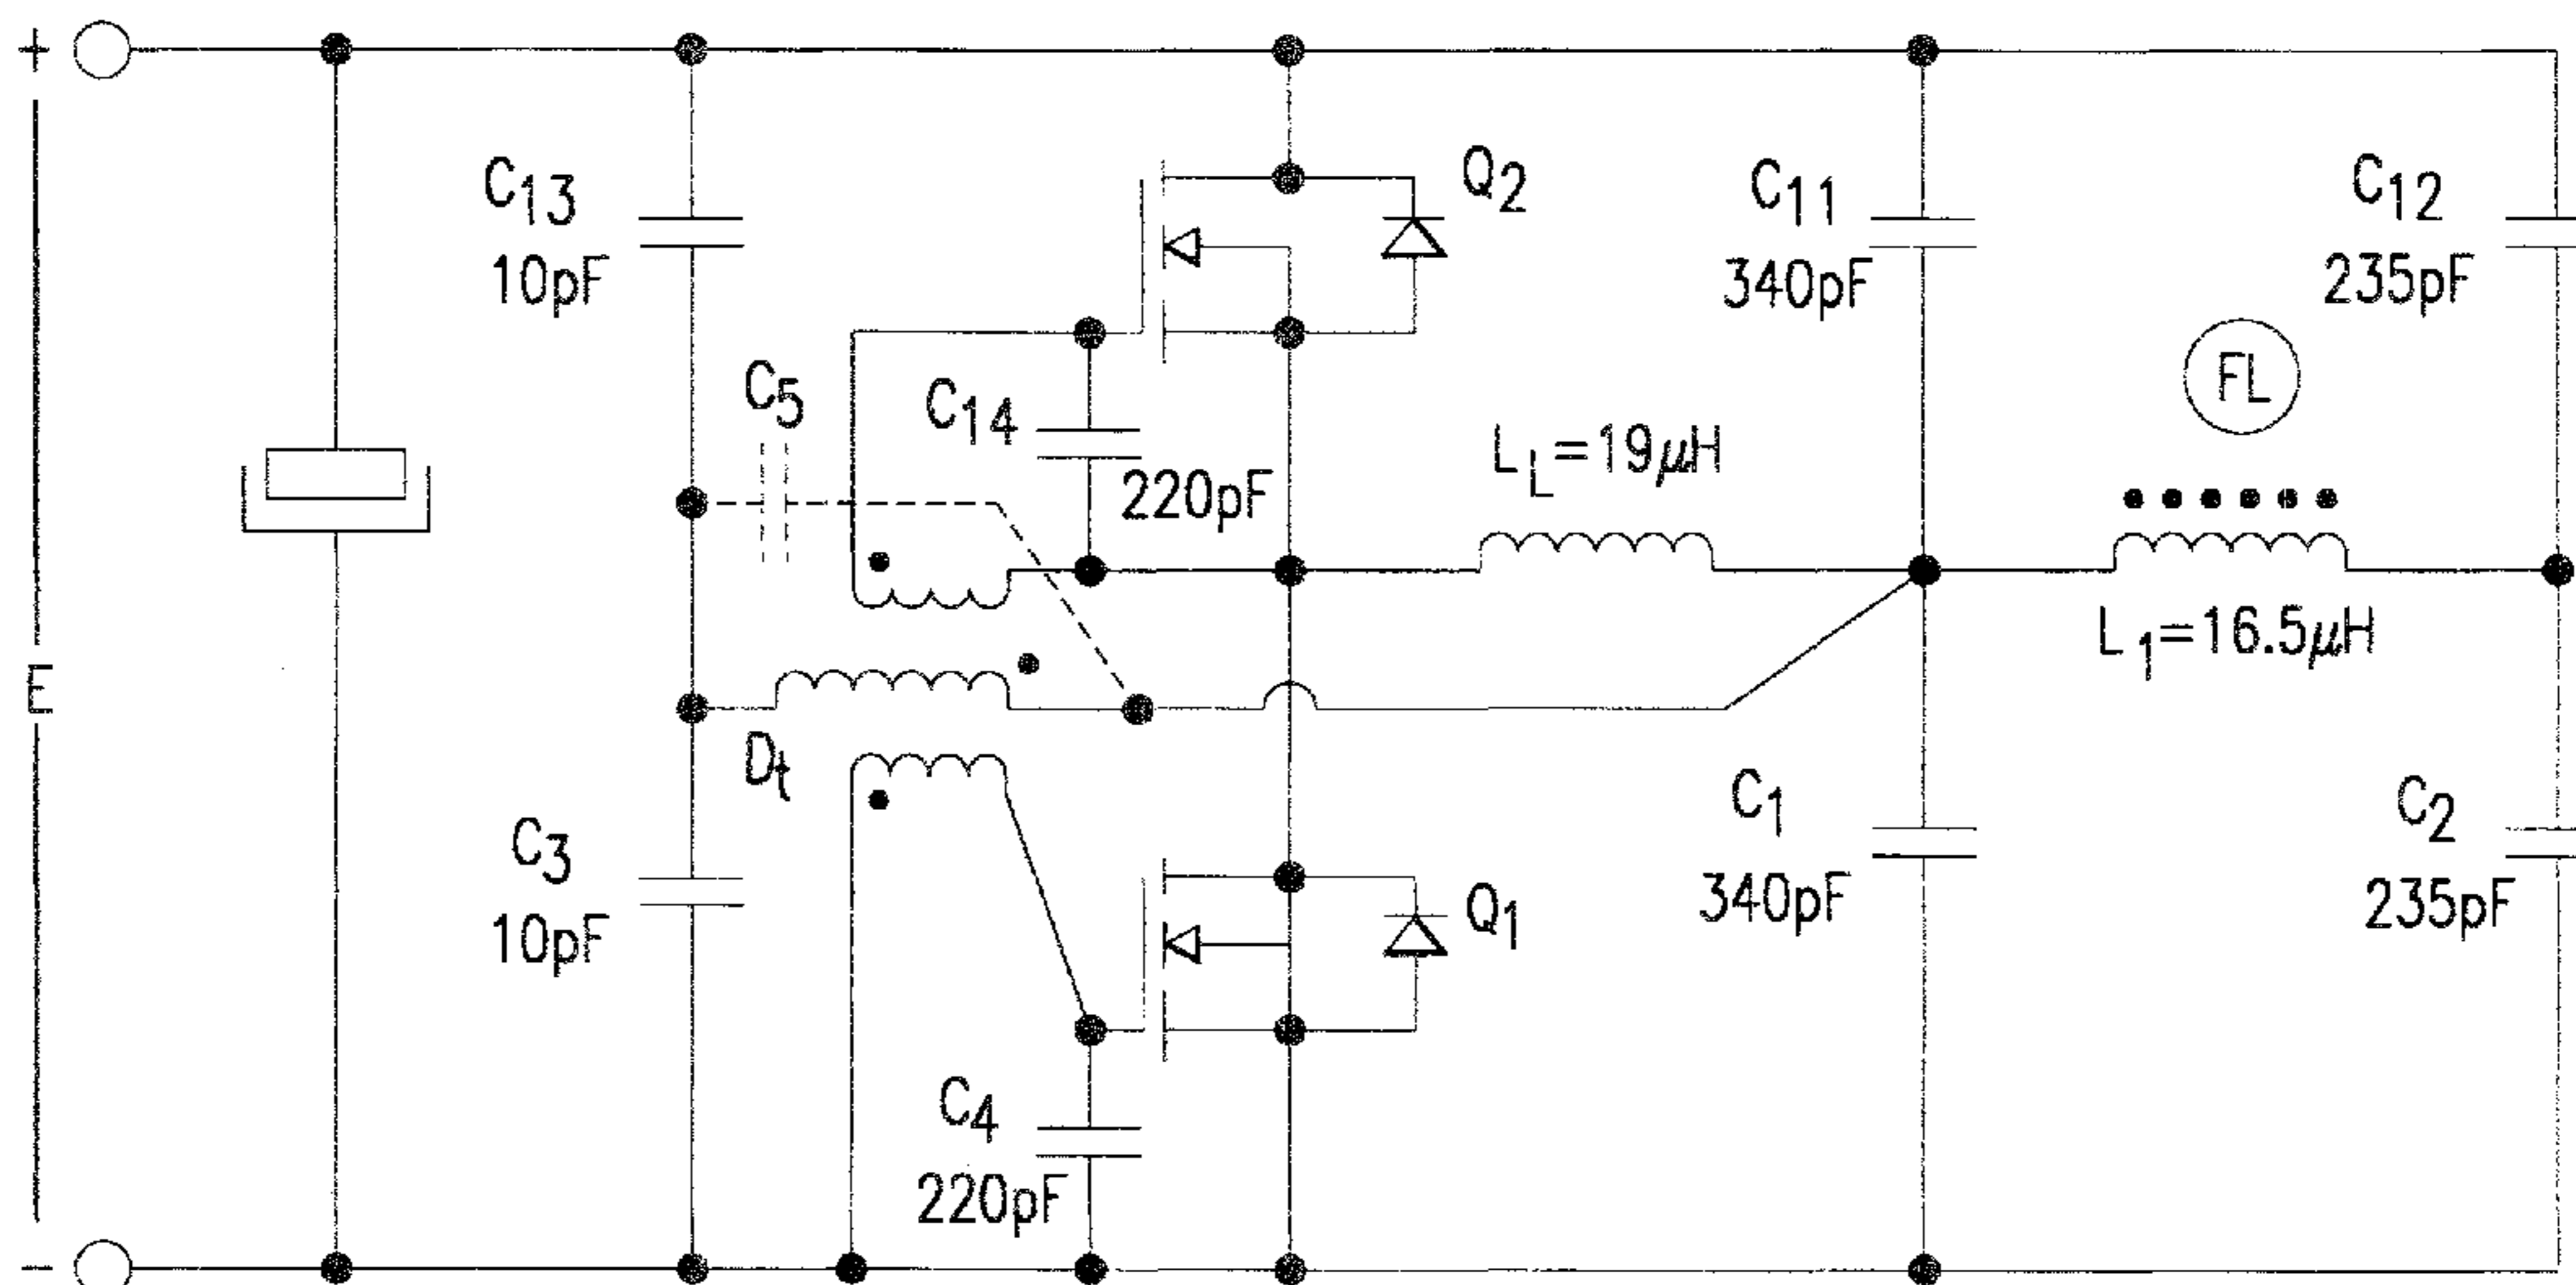 +
C13
10pF
Q2
C11
340pF
C12
235pF
C5
C14
220pF
LL=19μH
FL
L1=16.5μH
E
Dt
C3
10pF
C1
340pF
C2
235pF
Q1
C4
220pF
-